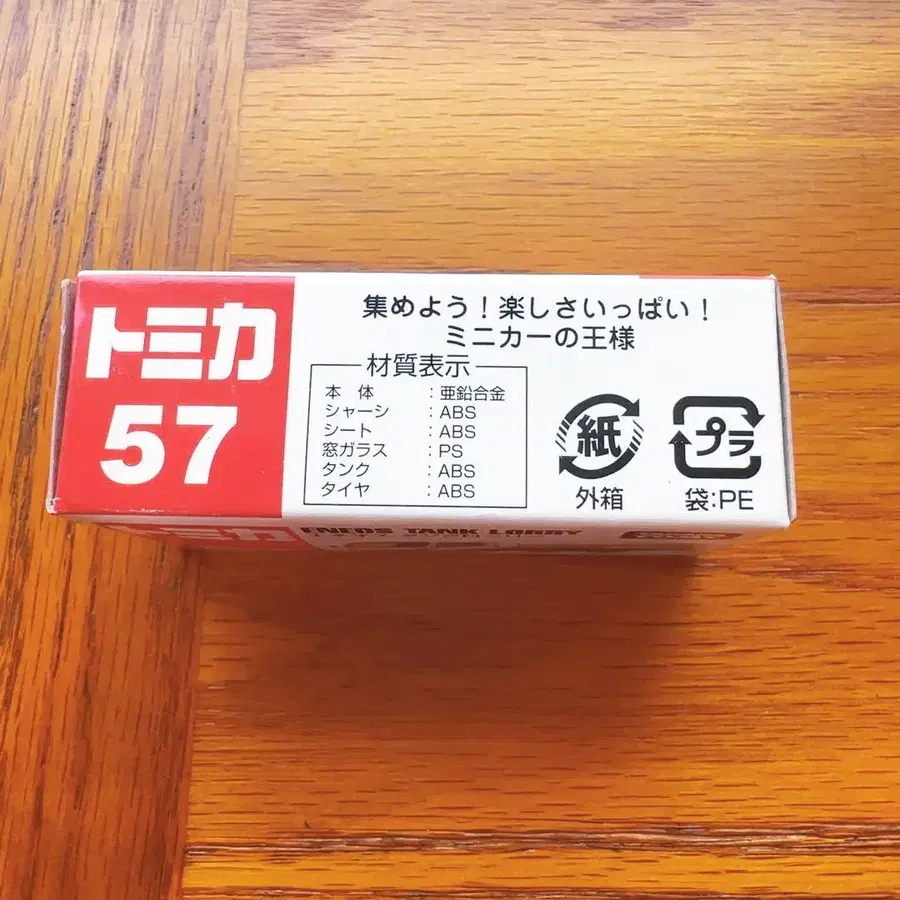 トミカ
57
集めよう！楽しさいっぱい！
ミニカーの王様
材質表示
本 体 ：亜鉛合金
シャーシ ：ABS
シート ：ABS
窓ガラス ：PS
タンク ：ABS
タイヤ ：ABS
紙
外箱
プラ
袋:PE
ENEOS TANK LORRY